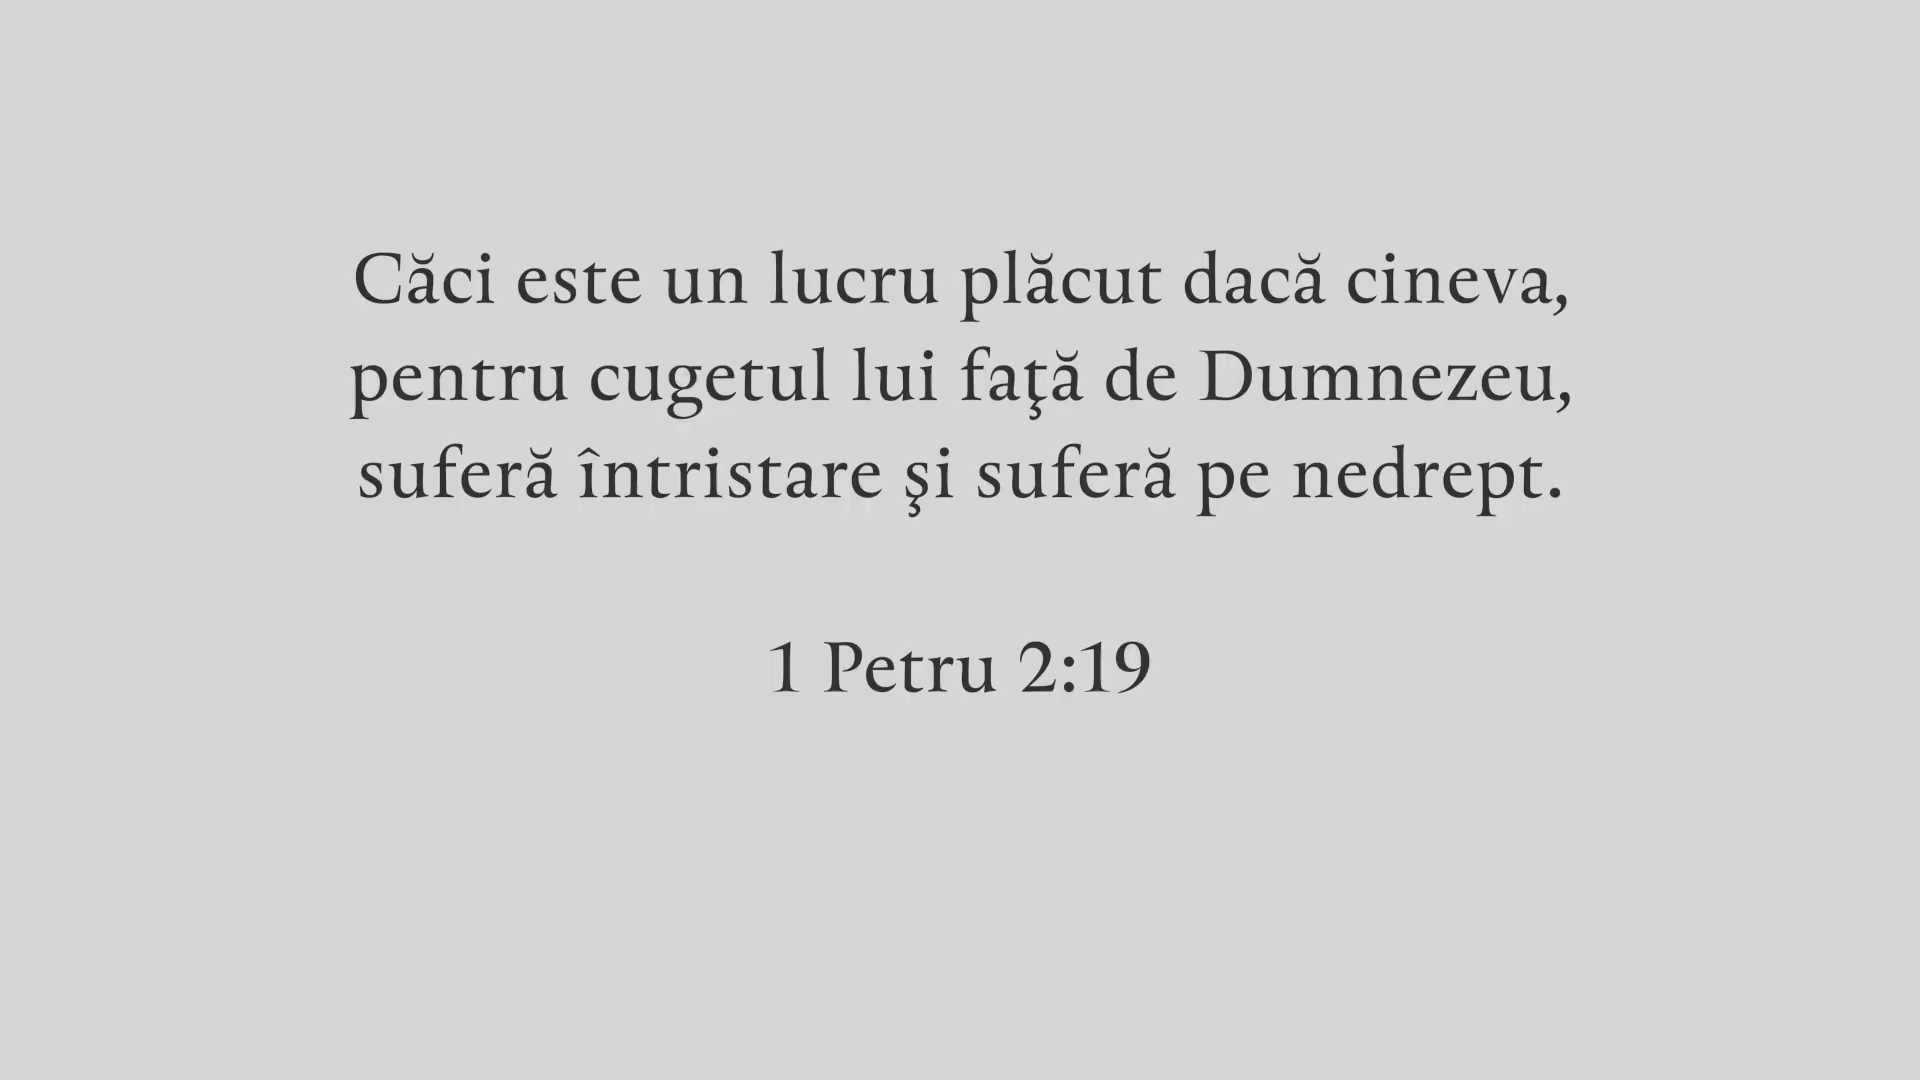 Căci este un lucru plăcut dacă cineva,
pentru cugetul lui faţă de Dumnezeu,
suferă întristare şi suferă pe nedrept.
1 Petru 2:19